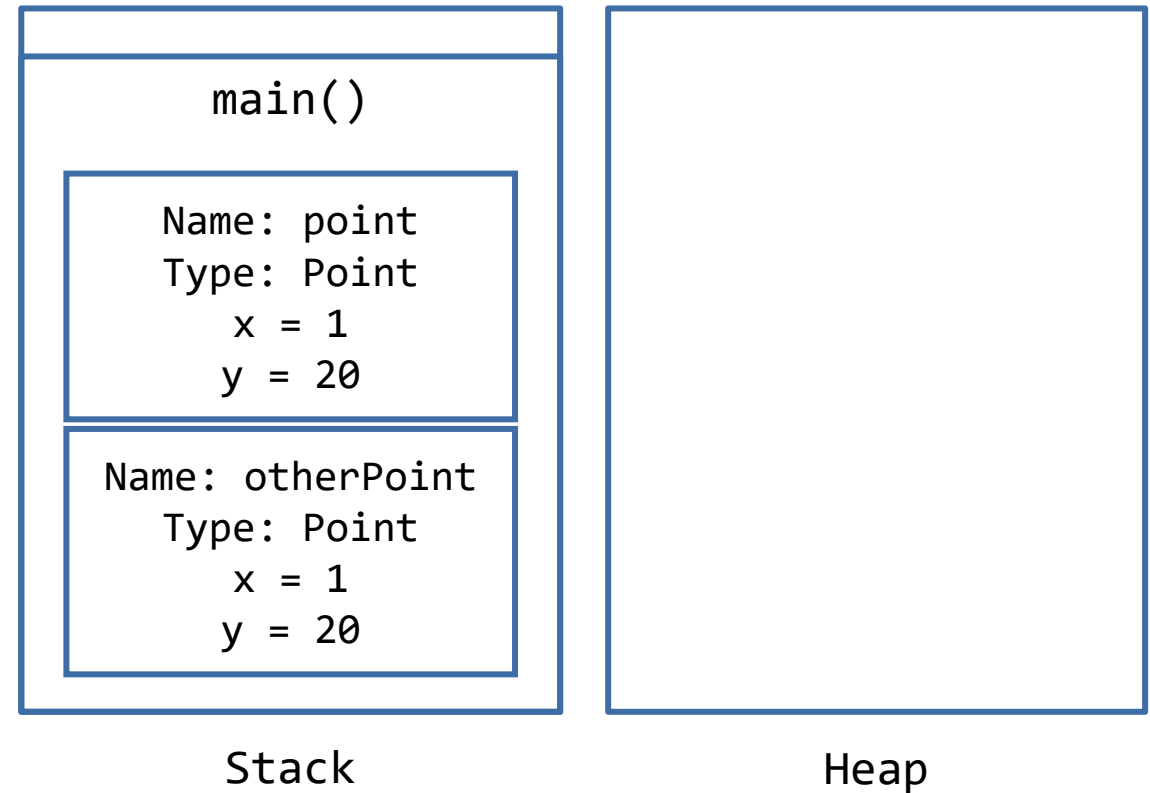 main()
Name: point
Type: Point
x = 1
y = 20
Name: otherPoint
Type: Point
x = 1
y = 20
Stack
Heap